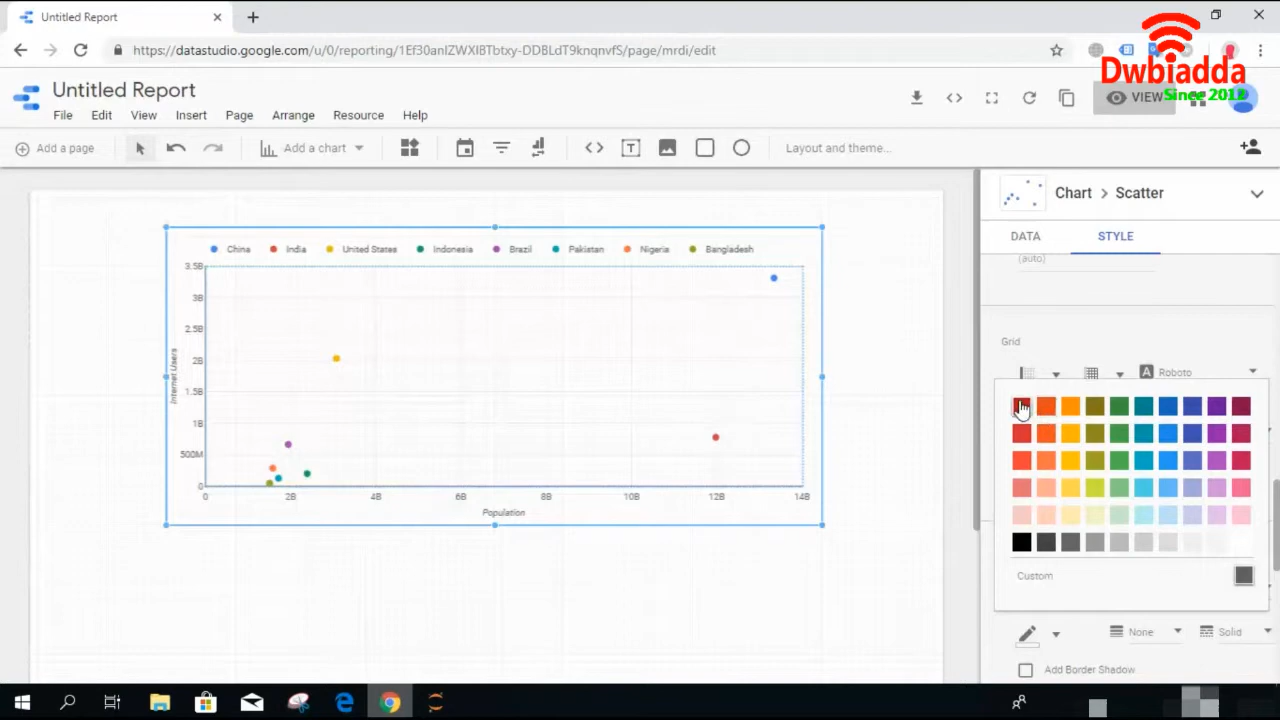 Untitled Report
https://datastudio.google.com/u/0/reporting/1Ef30anIZWXIBTbtxy-DDBLdT9knqnvfS/page/mrdi/edit
Dwbiadda
Since 2012
Untitled Report
VIEW
File Edit View Insert Page Arrange Resource Help
Add a page
Add a chart
Layout and theme...
Chart > Scatter
DATA STYLE
(auto)
China India United States Indonesia Brazil Pakistan Nigeria Bangladesh
3.5B
3B
2.5B
2B
1.5B
1B
500M
0
Internet Users
0 2B 4B 6B 8B 10B 12B 14B
Population
Grid
A Roboto
Custom
None Solid
Add Border Shadow